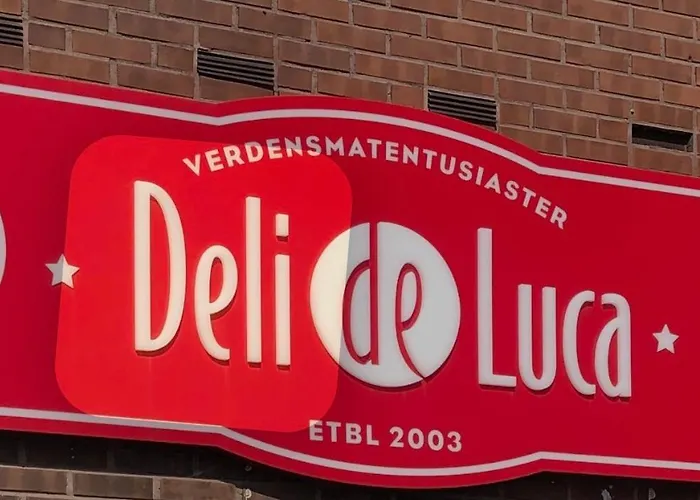 VERDENSMATENTUSIASTER
Deli de Luca
ETBL 2003